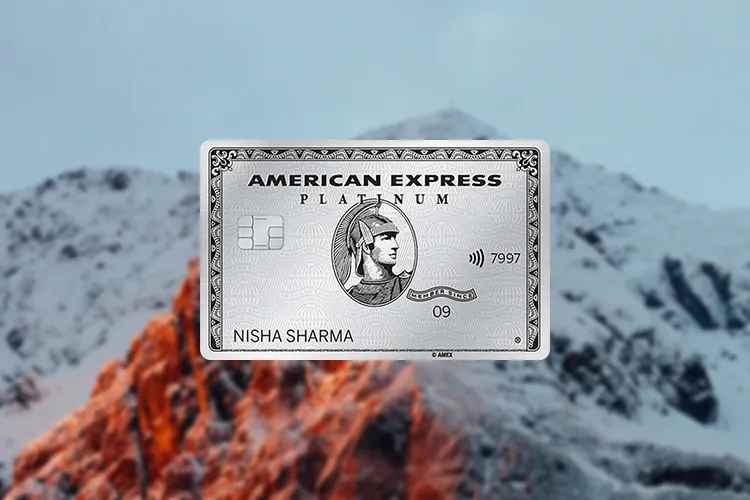 AMERICAN EXPRESS
PLATINUM
7997
MEMBER SINCE
09
NISHA SHARMA
© AMEX